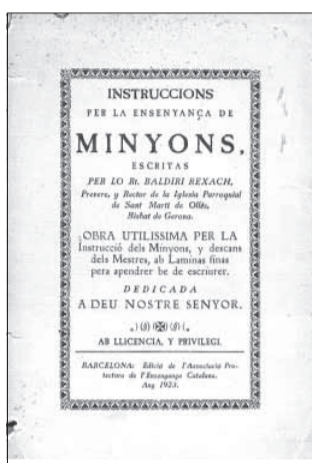 INSTRUCCIONS
PER LA ENSENYANÇA DE
MINYONS,
ESCRITAS
PER LO Rt. BALDIRI REXACH,
Prevere, y Rector de la Iglesia Parroquial
de Sant Martí de Ollés,
Bisbat de Gerona.
OBRA UTILISSIMA PER LA
Instrucció dels Minyons, y descans
dels Mestres, ab Laminas finas
pera apendrer be de escriurer.
DEDICADA
A DEU NOSTRE SENYOR.
AB LLICENCIA, Y PRIVILEGI.
BARCELONA: Edició de l'Associació Pro-
tectora de l'Ensenyança Catalana.
Any 1923.